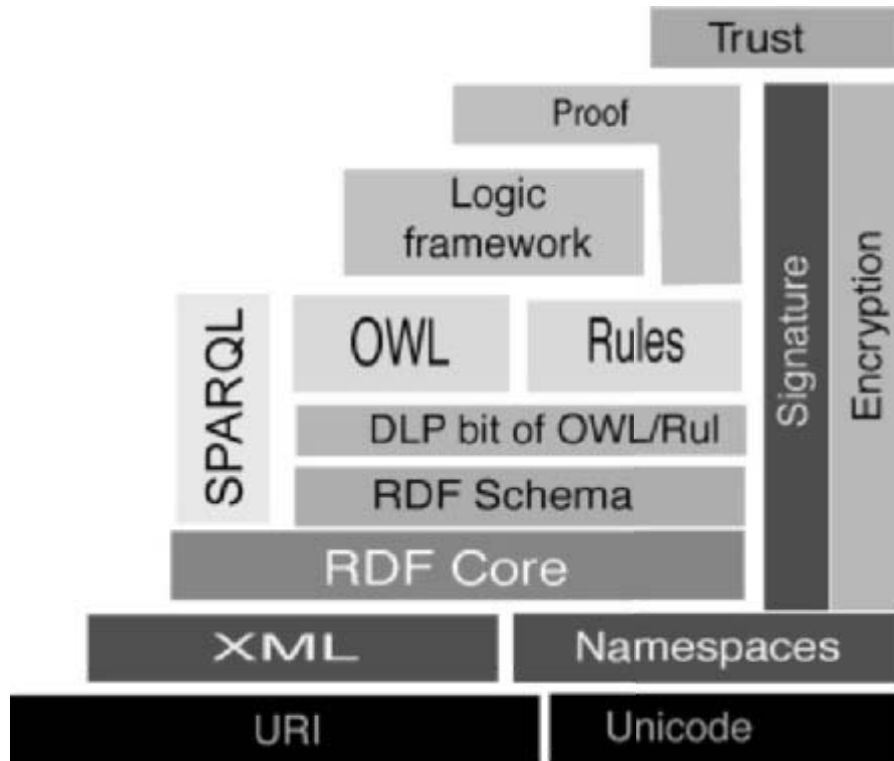 Trust
Proof
Logic
framework
SPARQL
OWL
Rules
Signature
Encryption
DLP bit of OWL/Rul
RDF Schema
RDF Core
XML
Namespaces
URI
Unicode